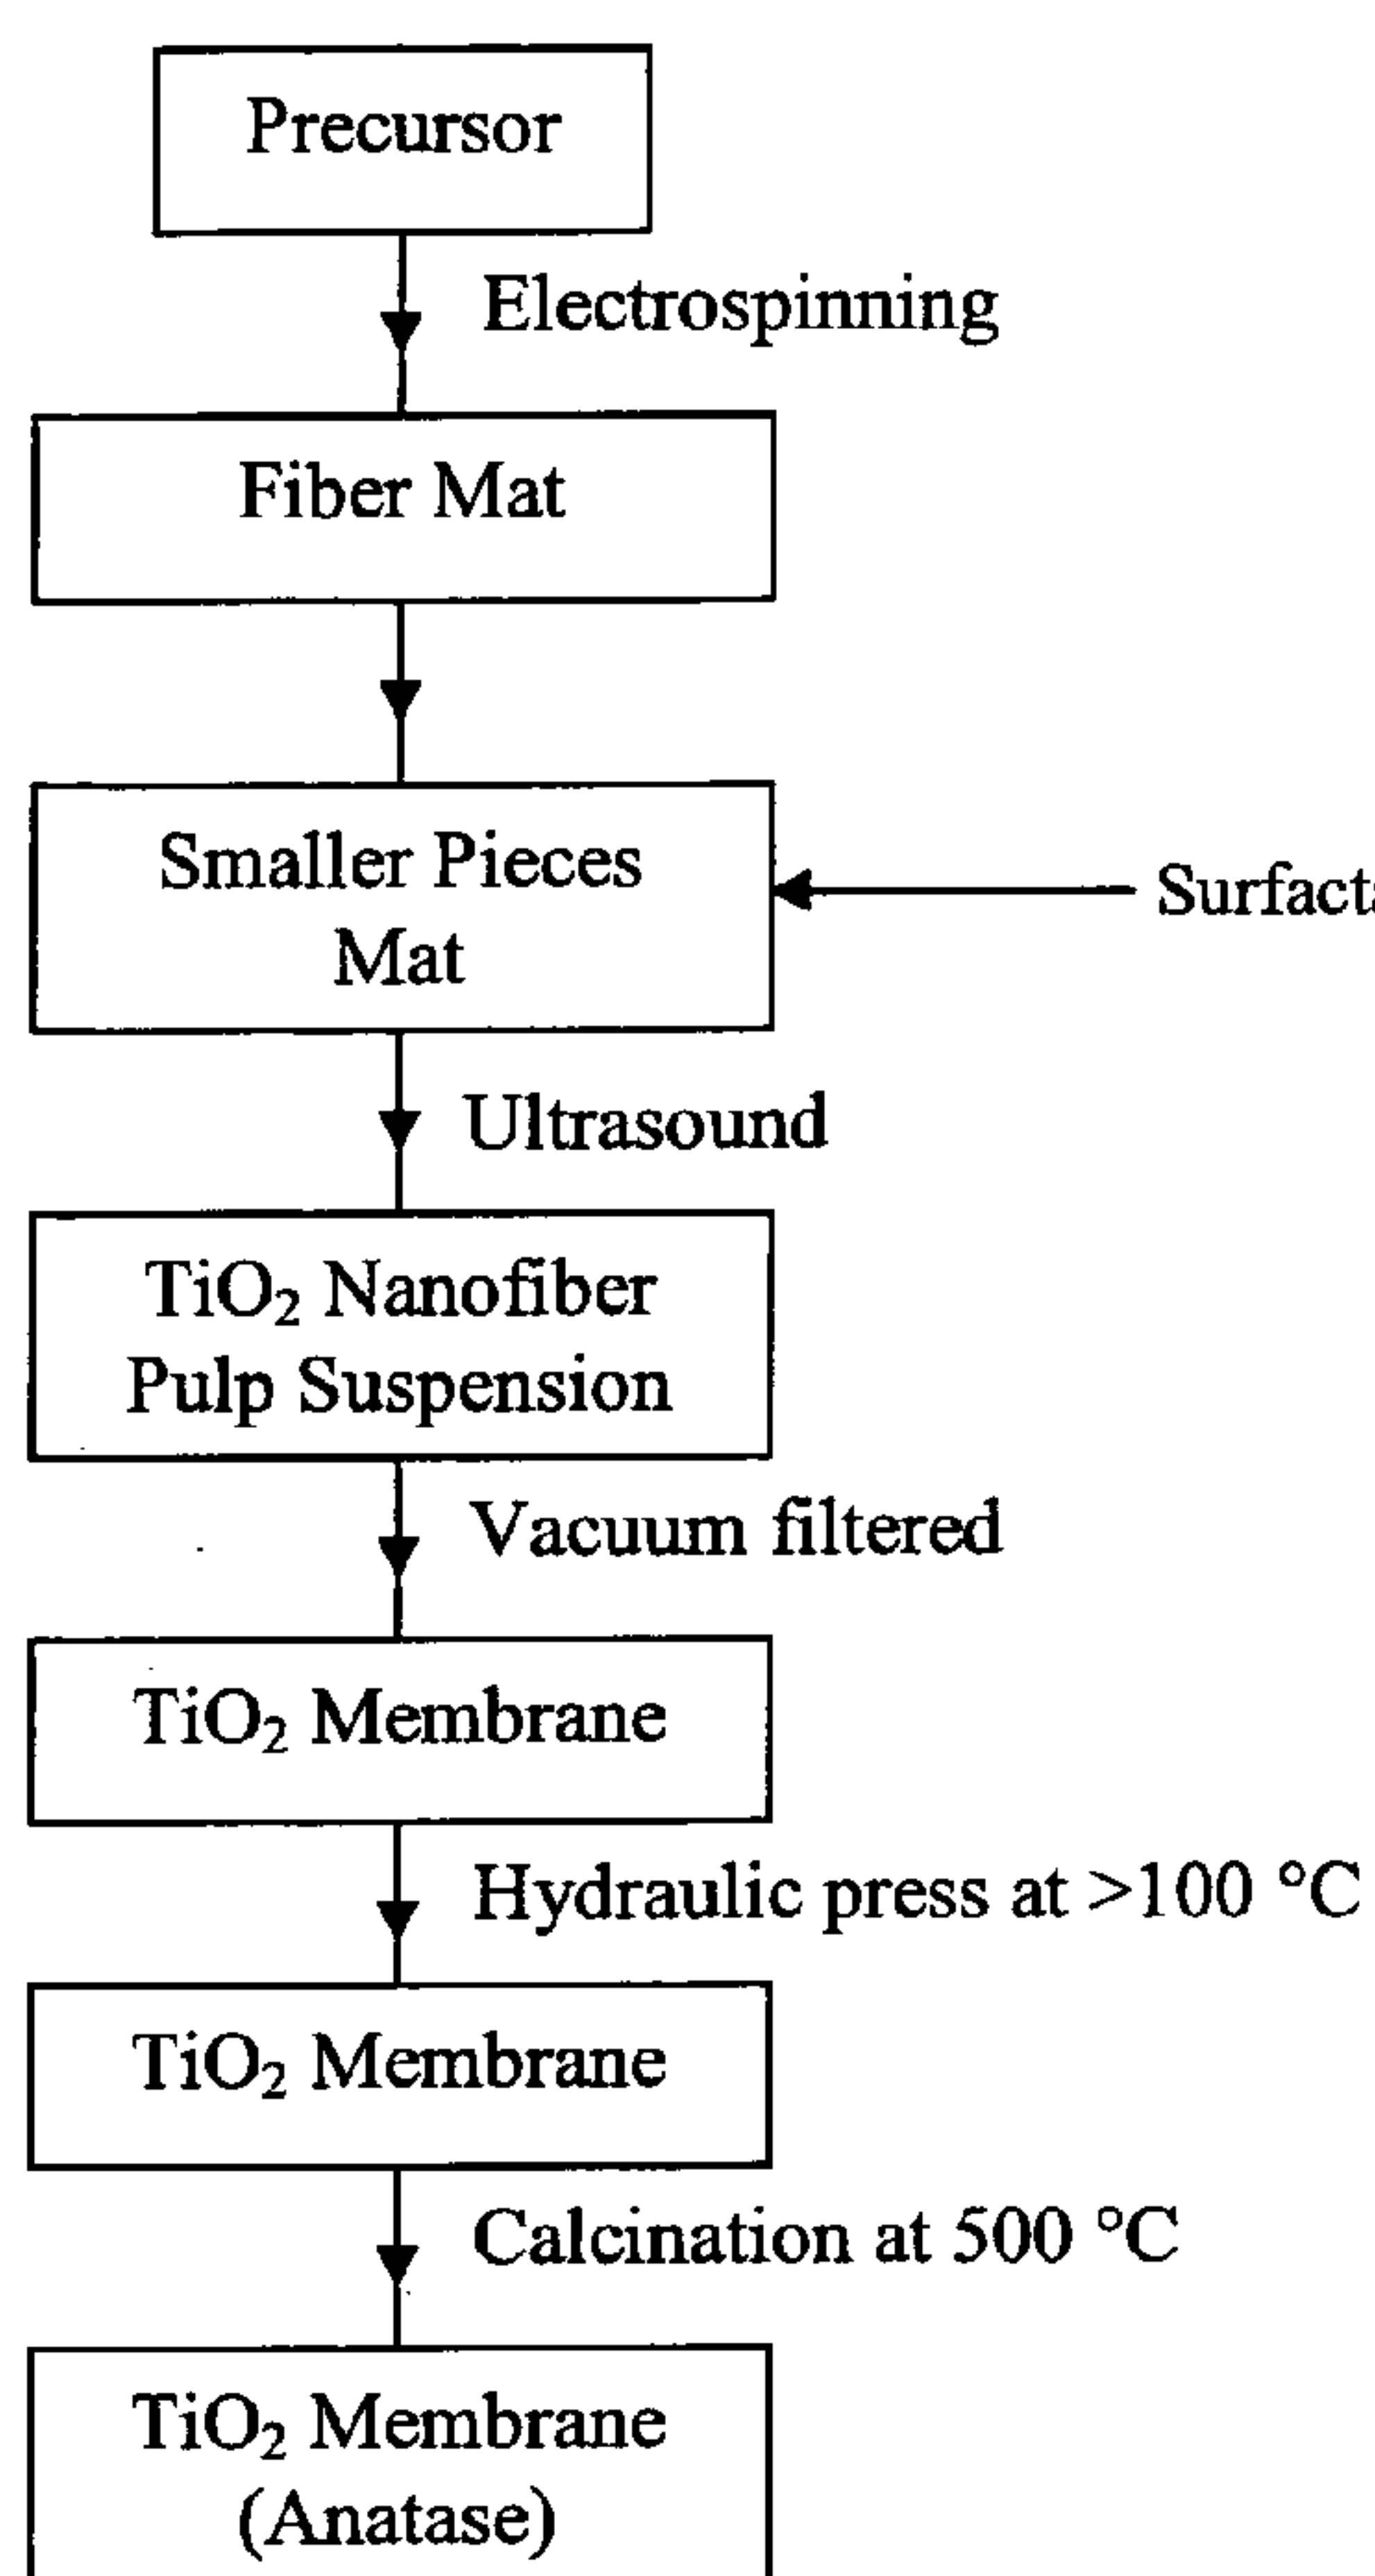 Precursor
Electrospinning
Fiber Mat
Smaller Pieces
Mat
Ultrasound
TiO₂ Nanofiber
Pulp Suspension
Vacuum filtered
TiO₂ Membrane
Hydraulic press at >100 °C
TiO₂ Membrane
Calcination at 500 °C
TiO₂ Membrane
(Anatase)